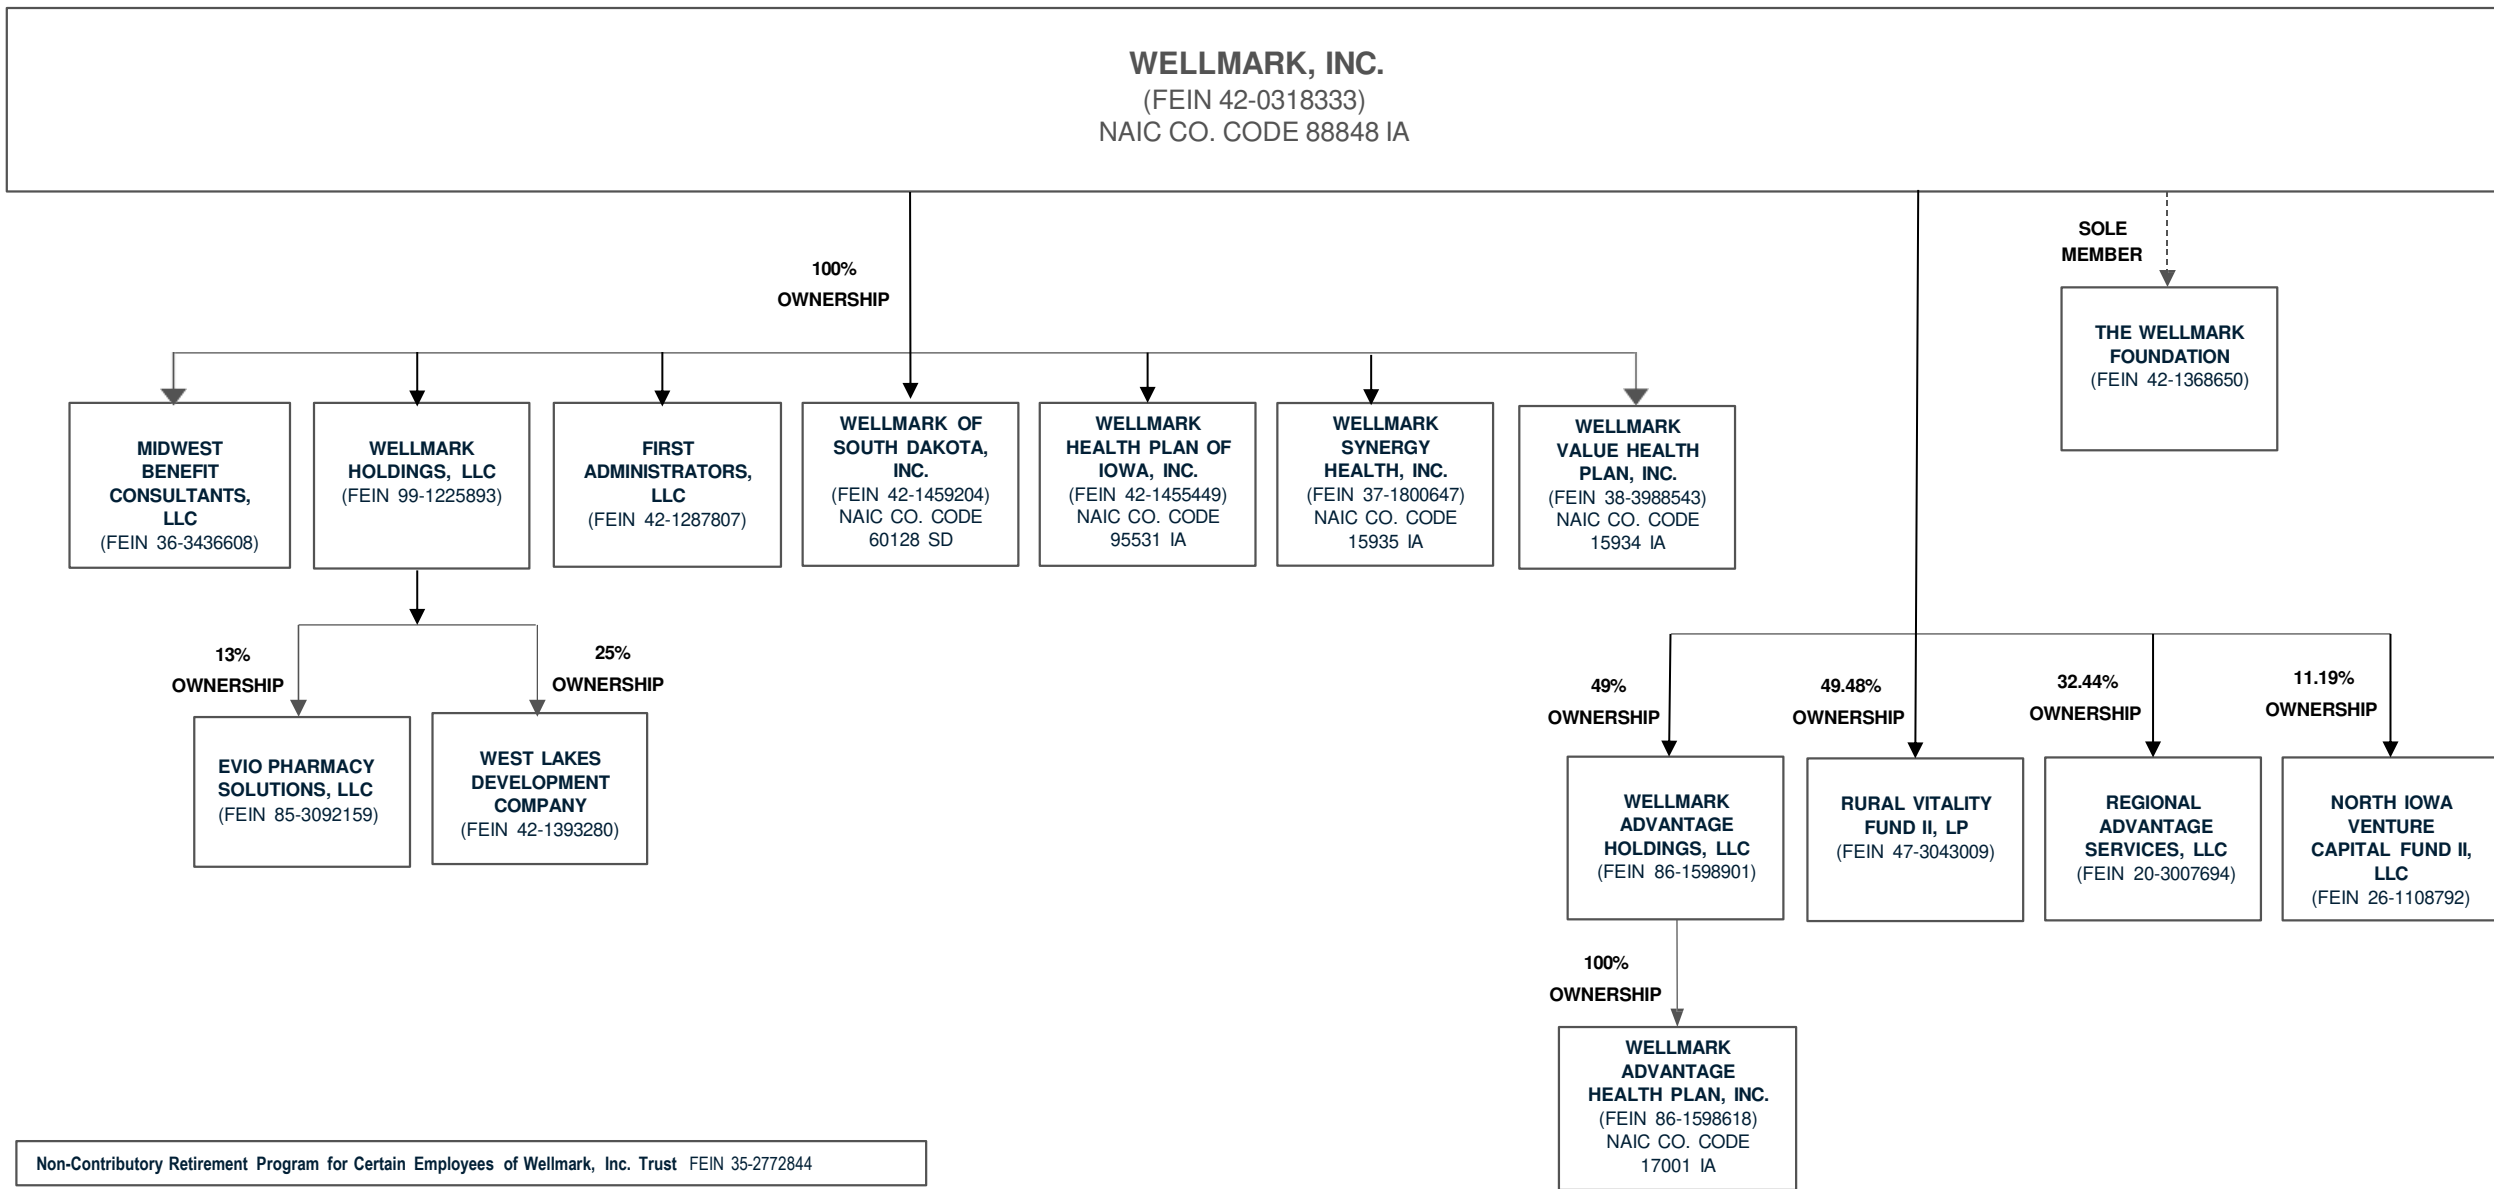 WELLMARK, INC.
(FEIN 42-0318333)
NAIC CO. CODE 88848 IA
SOLE
MEMBER
100%
OWNERSHIP
THE WELLMARK
FOUNDATION
(FEIN 42-1368650)
MIDWEST
BENEFIT
CONSULTANTS,
LLC
(FEIN 36-3436608)
WELLMARK
HOLDINGS, LLC
(FEIN 99-1225893)
FIRST
ADMINISTRATORS,
LLC
(FEIN 42-1287807)
WELLMARK OF
SOUTH DAKOTA,
INC.
(FEIN 42-1459204)
NAIC CO. CODE
60128 SD
WELLMARK
HEALTH PLAN OF
IOWA, INC.
(FEIN 42-1455449)
NAIC CO. CODE
95531 IA
WELLMARK
SYNERGY
HEALTH, INC.
(FEIN 37-1800647)
NAIC CO. CODE
15935 IA
WELLMARK
VALUE HEALTH
PLAN, INC.
(FEIN 38-3988543)
NAIC CO. CODE
15934 IA
13%
OWNERSHIP
25%
OWNERSHIP
49%
OWNERSHIP
49.48%
OWNERSHIP
32.44%
OWNERSHIP
11.19%
OWNERSHIP
EVIO PHARMACY
SOLUTIONS, LLC
(FEIN 85-3092159)
WEST LAKES
DEVELOPMENT
COMPANY
(FEIN 42-1393280)
WELLMARK
ADVANTAGE
HOLDINGS, LLC
(FEIN 86-1598901)
RURAL VITALITY
FUND II, LP
(FEIN 47-3043009)
REGIONAL
ADVANTAGE
SERVICES, LLC
(FEIN 20-3007694)
NORTH IOWA
VENTURE
CAPITAL FUND II,
LLC
(FEIN 26-1108792)
100%
OWNERSHIP
WELLMARK
ADVANTAGE
HEALTH PLAN, INC.
(FEIN 86-1598618)
NAIC CO. CODE
17001 IA
Non-Contributory Retirement Program for Certain Employees of Wellmark, Inc. Trust FEIN 35-2772844